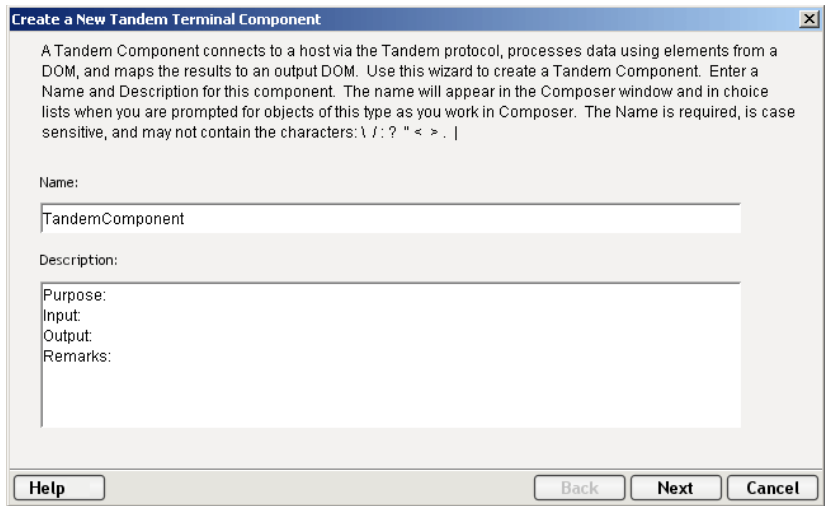 Create a New Tandem Terminal Component
A Tandem Component connects to a host via the Tandem protocol, processes data using elements from a
DOM, and maps the results to an output DOM.  Use this wizard to create a Tandem Component.  Enter a
Name and Description for this component.  The name will appear in the Composer window and in choice
lists when you are prompted for objects of this type as you work in Composer.  The Name is required, is case
sensitive, and may not contain the characters: \ / : ? " < > . |
Name:
TandemComponent
Description:
Purpose:
Input:
Output:
Remarks:
Help Back Next Cancel